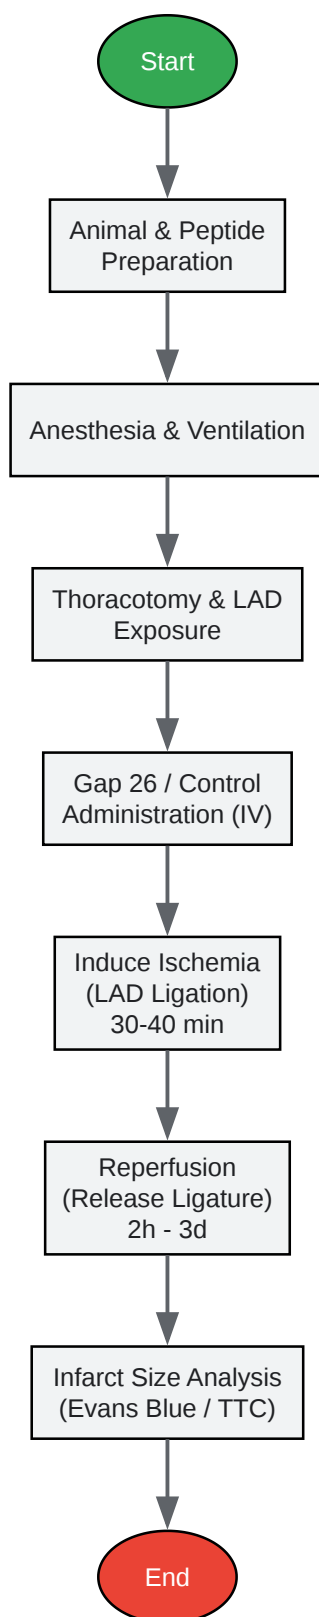 Start
Animal & Peptide
Preparation
Anesthesia & Ventilation
Thoracotomy & LAD
Exposure
Gap 26 / Control
Administration (IV)
Induce Ischemia
(LAD Ligation)
30-40 min
Reperfusion
(Release Ligature)
2h - 3d
Infarct Size Analysis
(Evans Blue / TTC)
End